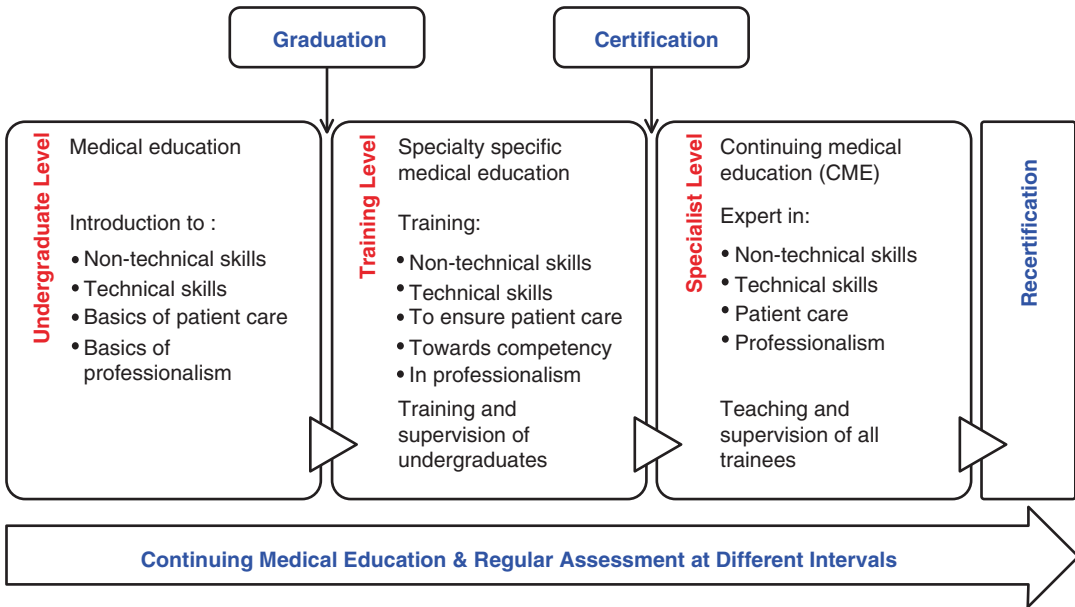 Graduation
Certification
Undergraduate Level
Medical education
Introduction to :
• Non-technical skills
• Technical skills
• Basics of patient care
• Basics of
professionalism
Training Level
Specialty specific
medical education
Training:
• Non-technical skills
• Technical skills
• To ensure patient care
• Towards competency
• In professionalism
Training and
supervision of
undergraduates
Specialist Level
Continuing medical
education (CME)
Expert in:
• Non-technical skills
• Technical skills
• Patient care
• Professionalism
Teaching and
supervision of all
trainees
Recertification
Continuing Medical Education & Regular Assessment at Different Intervals